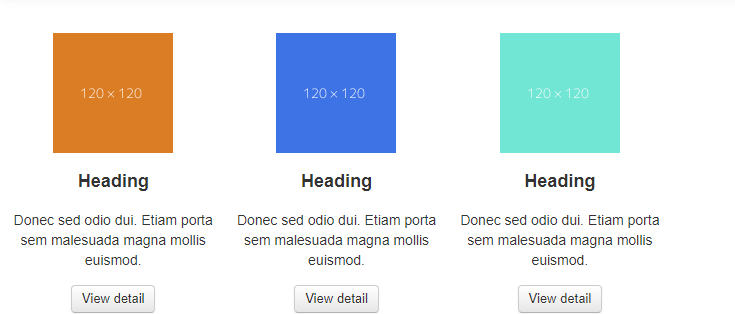 120 × 120
Heading
Donec sed odio dui. Etiam porta
sem malesuada magna mollis
euismod.
View detail
120 × 120
Heading
Donec sed odio dui. Etiam porta
sem malesuada magna mollis
euismod.
View detail
120 × 120
Heading
Donec sed odio dui. Etiam porta
sem malesuada magna mollis
euismod.
View detail